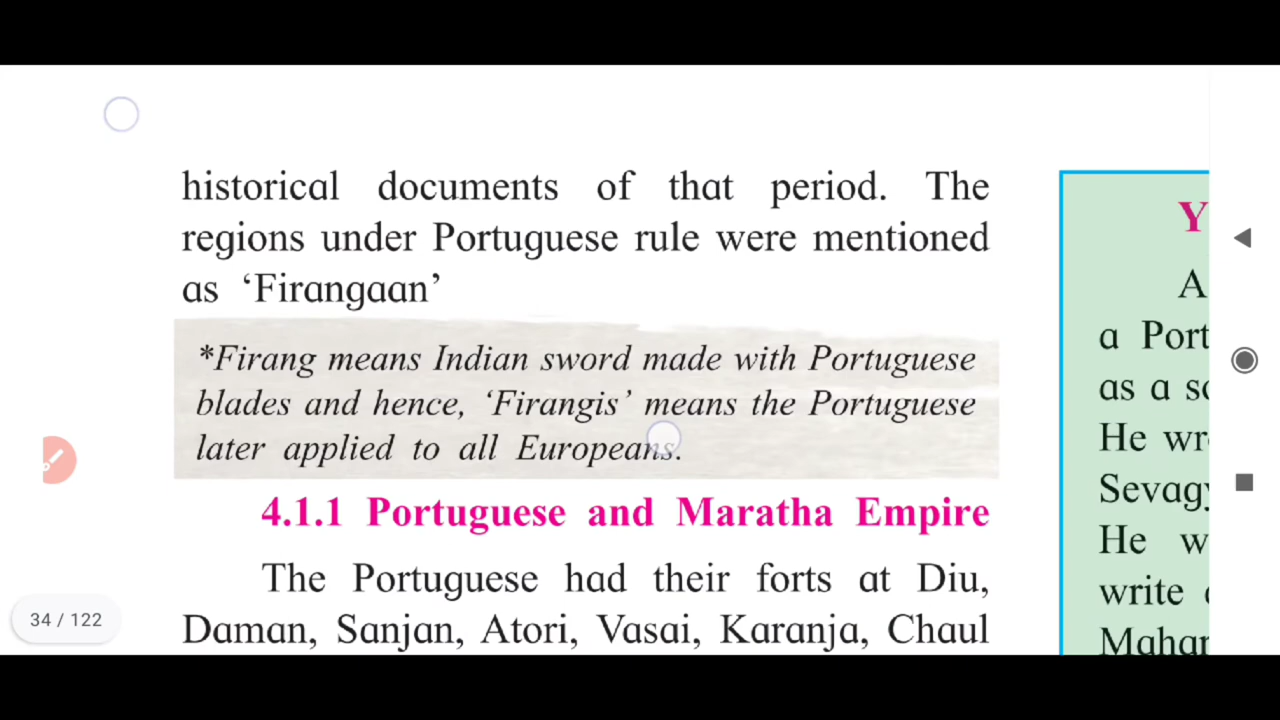 historical documents of that period. The
regions under Portuguese rule were mentioned
as ‘Firangaan’
*Firang means Indian sword made with Portuguese
blades and hence, ‘Firangis’ means the Portuguese
later applied to all Europeans.
4.1.1 Portuguese and Maratha Empire
The Portuguese had their forts at Diu,
Daman, Sanjan, Atori, Vasai, Karanja, Chaul
Y
A
a Port
as a
He wr
Sevagy
He w
write
Mahar
34 / 122